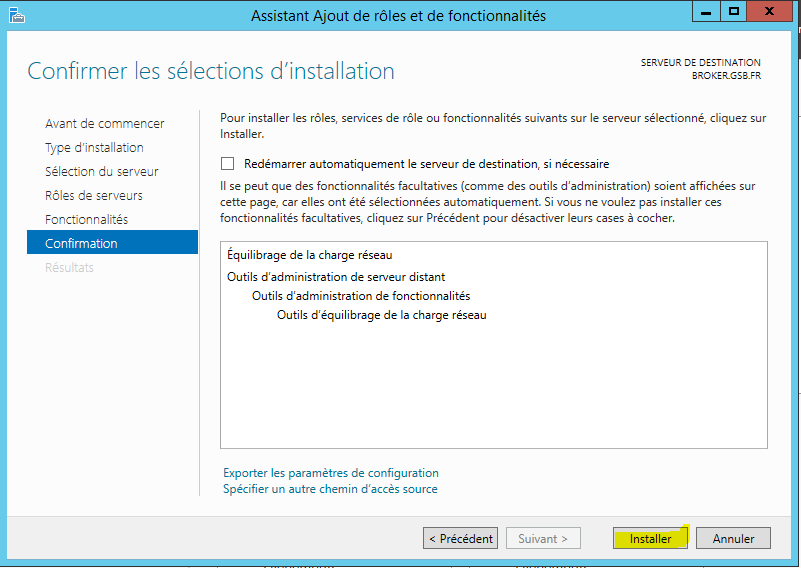 Assistant Ajout de rôles et de fonctionnalités
Confirmer les sélections d'installation
SERVEUR DE DESTINATION
BROKER.GSB.FR
Avant de commencer
Type d'installation
Sélection du serveur
Rôles de serveurs
Fonctionnalités
Confirmation
Résultats
Pour installer les rôles, services de rôle ou fonctionnalités suivants sur le serveur sélectionné, cliquez sur
Installer.
Redémarrer automatiquement le serveur de destination, si nécessaire
Il se peut que des fonctionnalités facultatives (comme des outils d'administration) soient affichées sur
cette page, car elles ont été sélectionnées automatiquement. Si vous ne voulez pas installer ces
fonctionnalités facultatives, cliquez sur Précédent pour désactiver leurs cases à cocher.
Équilibrage de la charge réseau
Outils d'administration de serveur distant
Outils d'administration de fonctionnalités
Outils d'équilibrage de la charge réseau
Exporter les paramètres de configuration
Spécifier un autre chemin d'accès source
< Précédent
Suivant >
Installer
Annuler